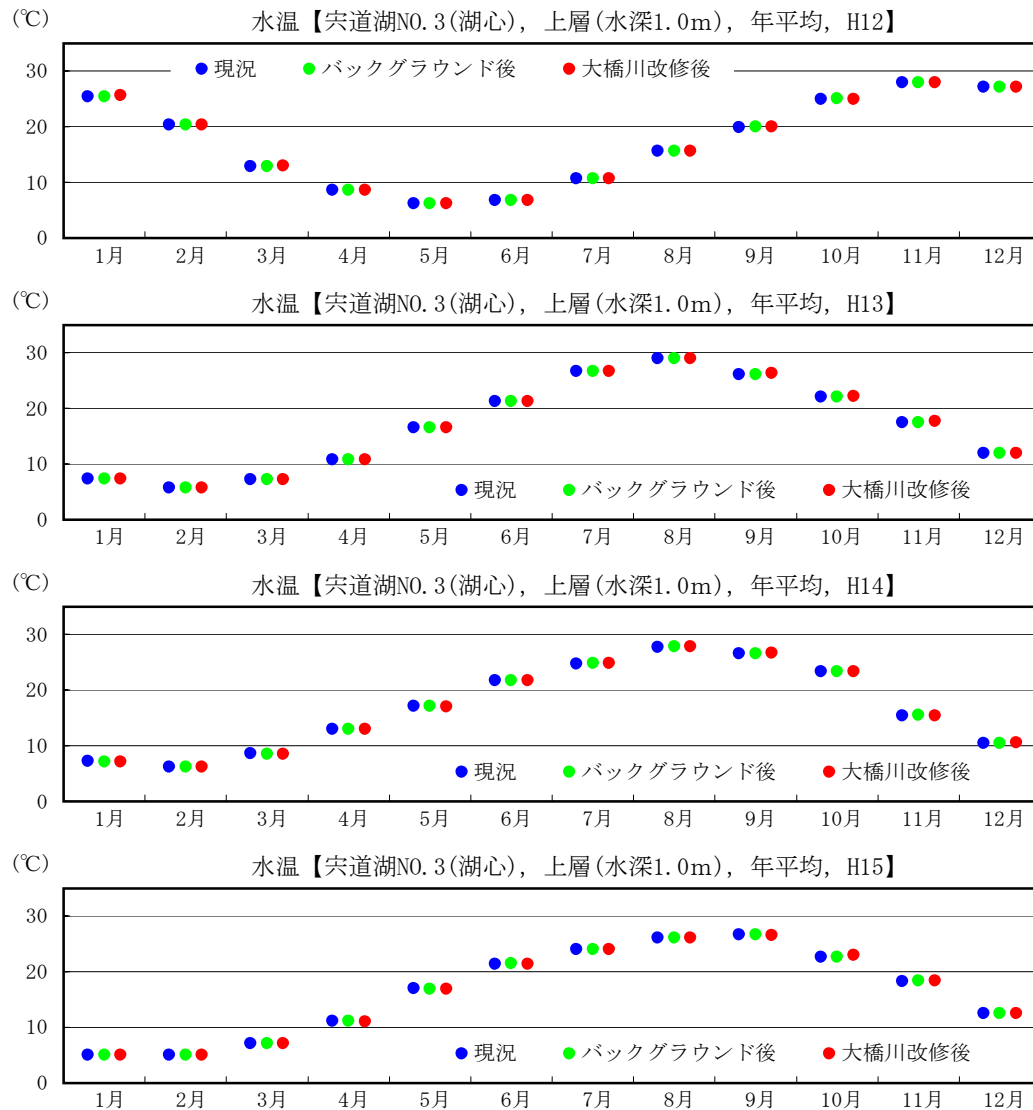 (℃) 水温【宍道湖NO.3(湖心), 上層(水深1.0m), 年平均, H12】
30
● 現況 ● バックグラウンド後 ● 大橋川改修後
20
10
0
1月 2月 3月 4月 5月 6月 7月 8月 9月 10月 11月 12月
(℃) 水温【宍道湖NO.3(湖心), 上層(水深1.0m), 年平均, H13】
30
20
10
● 現況 ● バックグラウンド後 ● 大橋川改修後
0
1月 2月 3月 4月 5月 6月 7月 8月 9月 10月 11月 12月
(℃) 水温【宍道湖NO.3(湖心), 上層(水深1.0m), 年平均, H14】
30
20
10
● 現況 ● バックグラウンド後 ● 大橋川改修後
0
1月 2月 3月 4月 5月 6月 7月 8月 9月 10月 11月 12月
(℃) 水温【宍道湖NO.3(湖心), 上層(水深1.0m), 年平均, H15】
30
20
10
● 現況 ● バックグラウンド後 ● 大橋川改修後
0
1月 2月 3月 4月 5月 6月 7月 8月 9月 10月 11月 12月